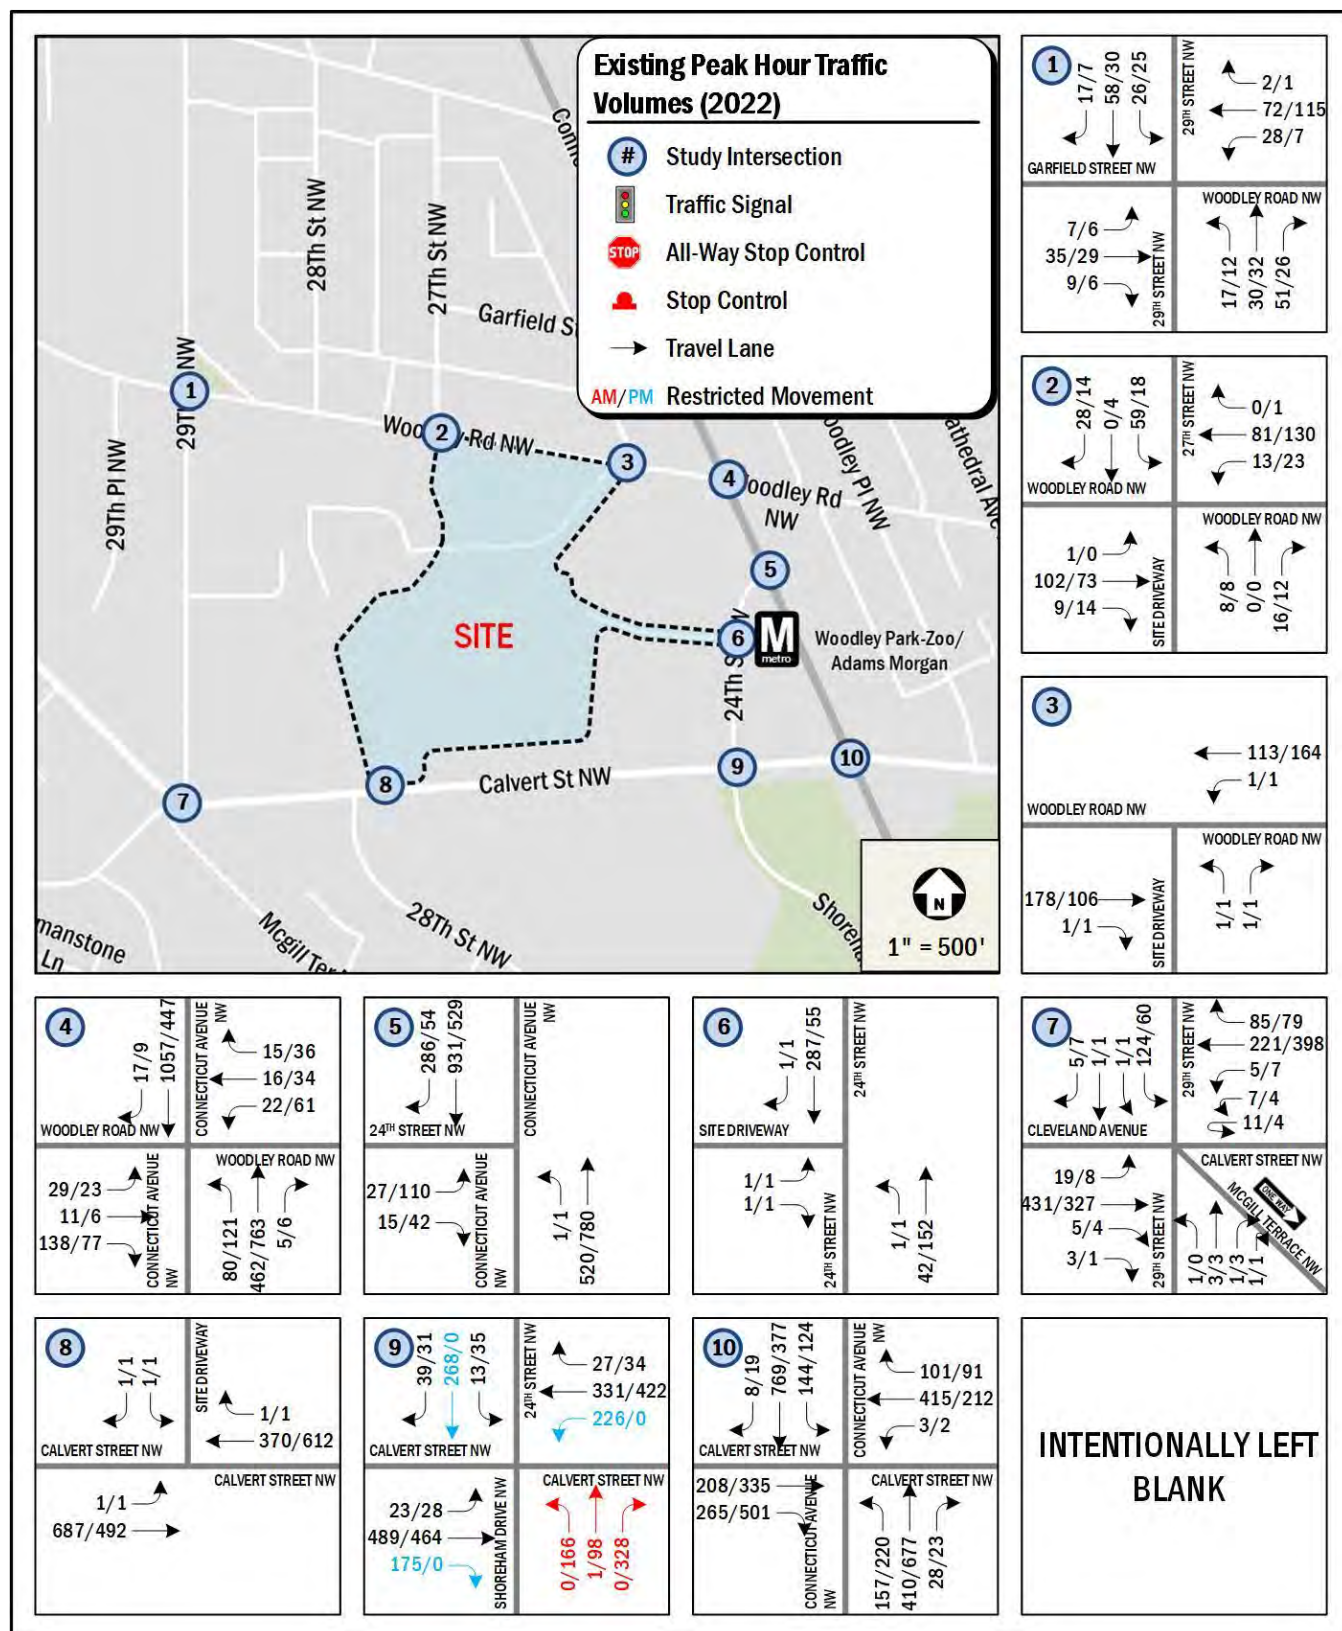 Existing Peak Hour Traffic
Volumes (2022)
# Study Intersection
Traffic Signal
STOP All-Way Stop Control
Stop Control
Travel Lane
AM/PM Restricted Movement
28Th St NW
27Th St NW
Garfield St
29Th Pl NW
Woodley Rd NW
Woodley Rd
NW
24Th St NW
SITE
M
metro
Woodley Park-Zoo/
Adams Morgan
Calvert St NW
28Th St NW
manstone
Ln
1
2
3
4
5
6
7
8
9
10
N
1" = 500'
1
17/7
58/30
26/25
29TH STREET NW
2/1
72/115
28/7
GARFIELD STREET NW
WOODLEY ROAD NW
7/6
35/29
9/6
29TH STREET NW
17/12
30/32
51/26
2
28/14
0/4
59/18
27TH STREET NW
0/1
81/130
13/23
WOODLEY ROAD NW
WOODLEY ROAD NW
1/0
102/73
9/14
SITE DRIVEWAY
8/8
0/0
16/12
3
113/164
1/1
WOODLEY ROAD NW
WOODLEY ROAD NW
178/106
1/1
SITE DRIVEWAY
1/1
1/1
4
17/9
1057/447
CONNECTICUT AVENUE
NW
15/36
16/34
22/61
WOODLEY ROAD NW
WOODLEY ROAD NW
29/23
11/6
138/77
CONNECTICUT AVENUE
NW
80/121
462/763
5/6
5
286/54
931/529
CONNECTICUT AVENUE
NW
24TH STREET NW
27/110
15/42
CONNECTICUT AVENUE
NW
1/1
520/780
6
1/1
287/55
24TH STREET NW
SITE DRIVEWAY
1/1
1/1
24TH STREET NW
1/1
42/152
7
5/7
1/1
1/1
124/60
29TH STREET NW
85/79
221/398
5/7
7/4
11/4
CLEVELAND AVENUE
CALVERT STREET NW
19/8
431/327
5/4
3/1
29TH STREET NW
ONE WAY
MCGILL TERRACE NW
1/0
3/3
1/3
1/1
8
1/1
1/1
SITE DRIVEWAY
1/1
370/612
CALVERT STREET NW
CALVERT STREET NW
1/1
687/492
9
39/31
268/0
13/35
24TH STREET NW
27/34
331/422
226/0
CALVERT STREET NW
CALVERT STREET NW
23/28
489/464
175/0
SHOREHAM DRIVE NW
0/166
1/98
0/328
10
8/19
769/377
144/124
CONNECTICUT AVENUE
NW
101/91
415/212
3/2
CALVERT STREET NW
CALVERT STREET NW
208/335
265/501
CONNECTICUT AVENUE
NW
157/220
410/677
28/23
INTENTIONALLY LEFT
BLANK